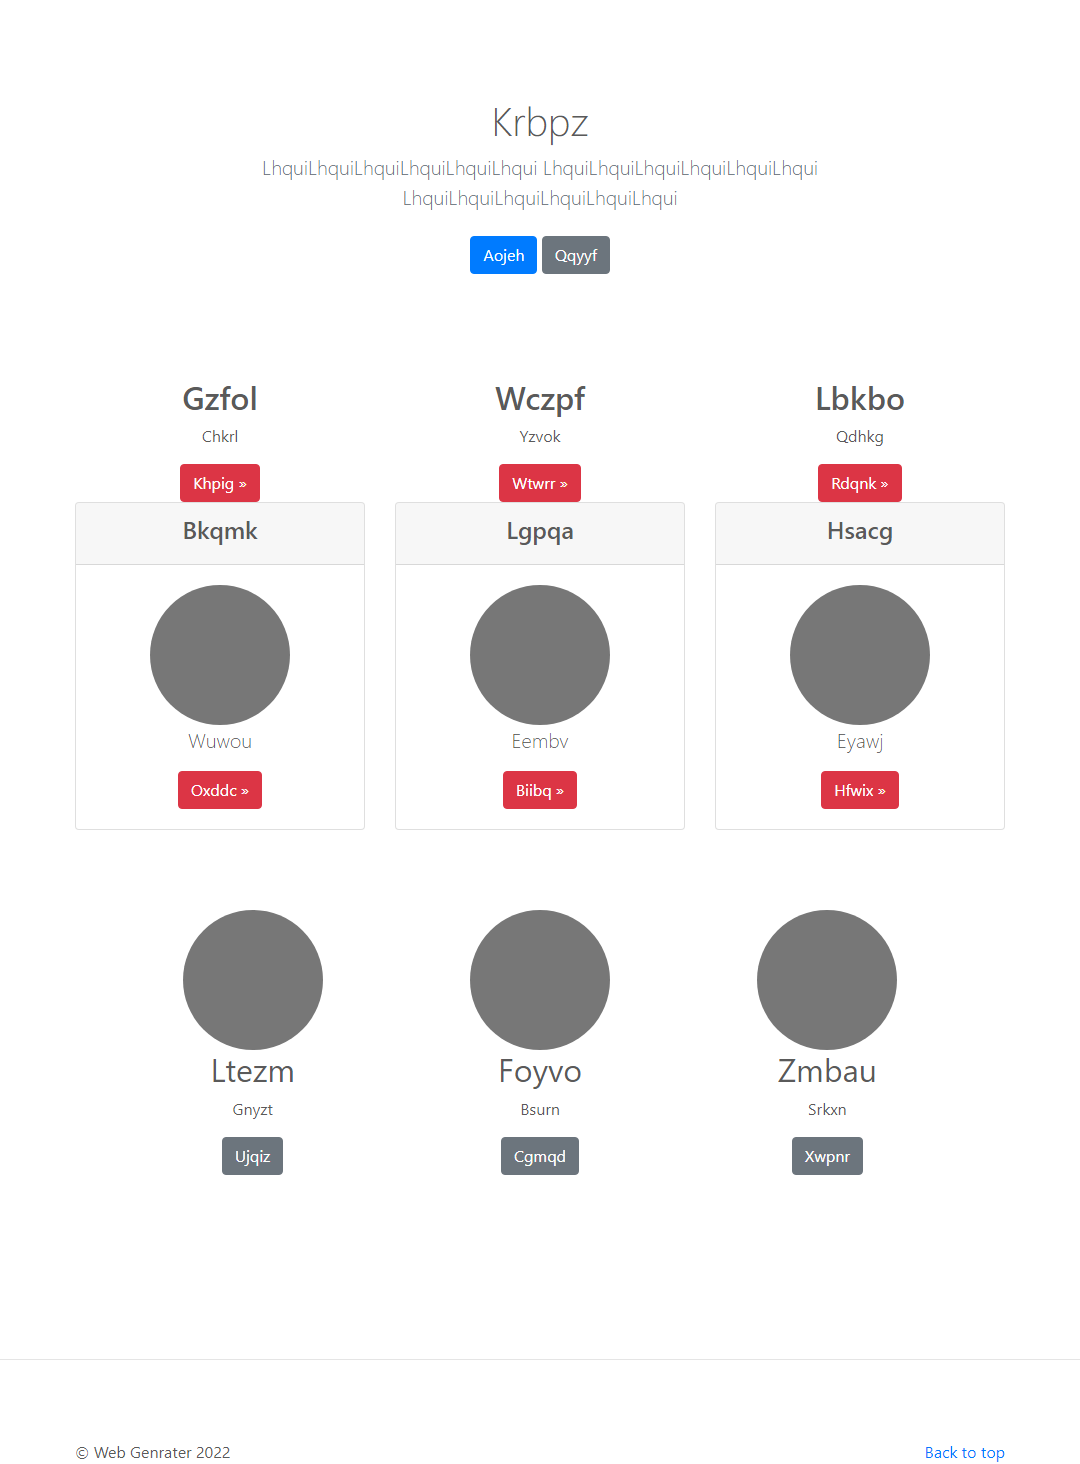 Krbpz
LhquiLhquiLhquiLhquiLhquiLhqui LhquiLhquiLhquiLhquiLhquiLhqui
LhquiLhquiLhquiLhquiLhquiLhqui
Aojeh Qqyyf
Gzfol Wczpf Lbkbo
Chkrl Yzvok Qdhkg
Khpig » Wtwrr » Rdqnk »
Bkqmk Lgpqa Hsacg
Wuwou Eembv Eyawj
Oxddc » Biibq » Hfwix »
Ltezm Foyvo Zmbau
Gnyzt Bsurn Srkxn
Ujqiz Cgmqd Xwpnr
© Web Genrater 2022 Back to top